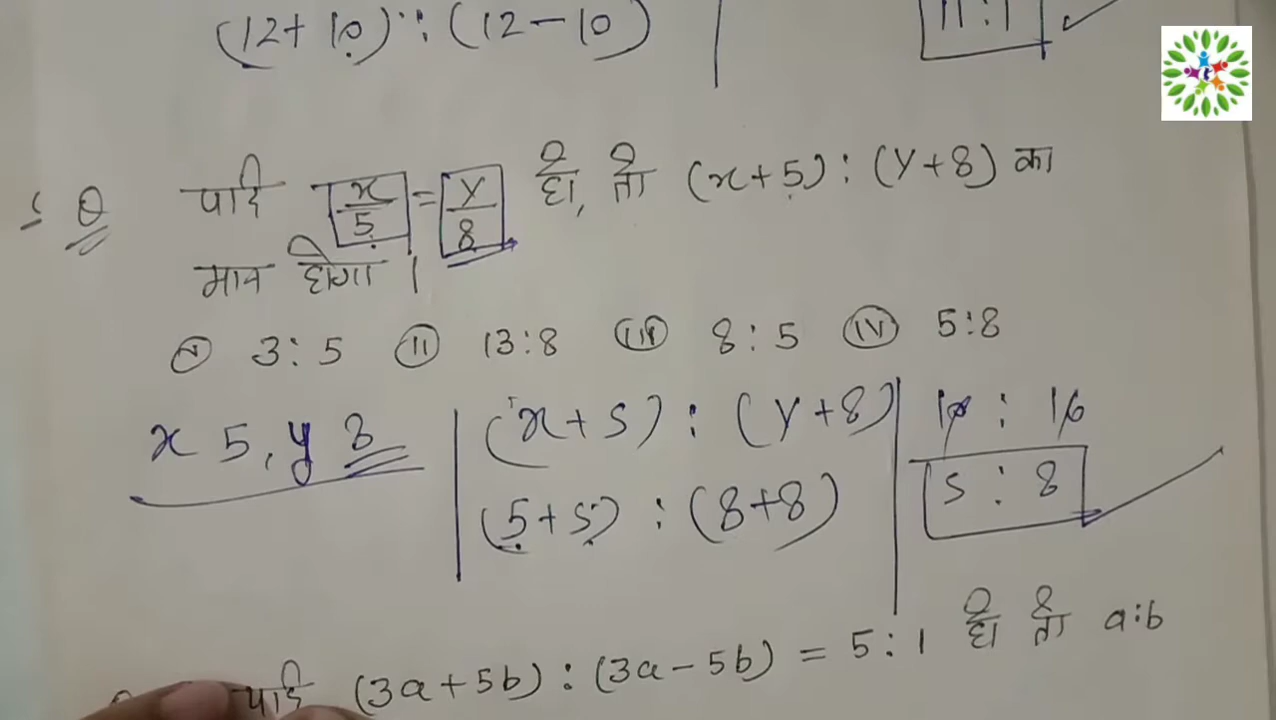 (12+10) : (12-10)
11:1
Q यदि x/5 = y/8 हो, तो (x+5) : (y+8) का
मान होगा।
3:5 (II) 13:8 (III) 8:5 (IV) 5:8
x 5, y 8
(x+5) : (y+8)
(5+5) : (8+8)
10 : 16
5 : 8
यदि (3a+5b) : (3a-5b) = 5:1 हो तो a:b